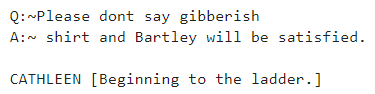 Q:~Please dont say gibberish
A:~ shirt and Bartley will be satisfied.
CATHLEEN [Beginning to the ladder.]